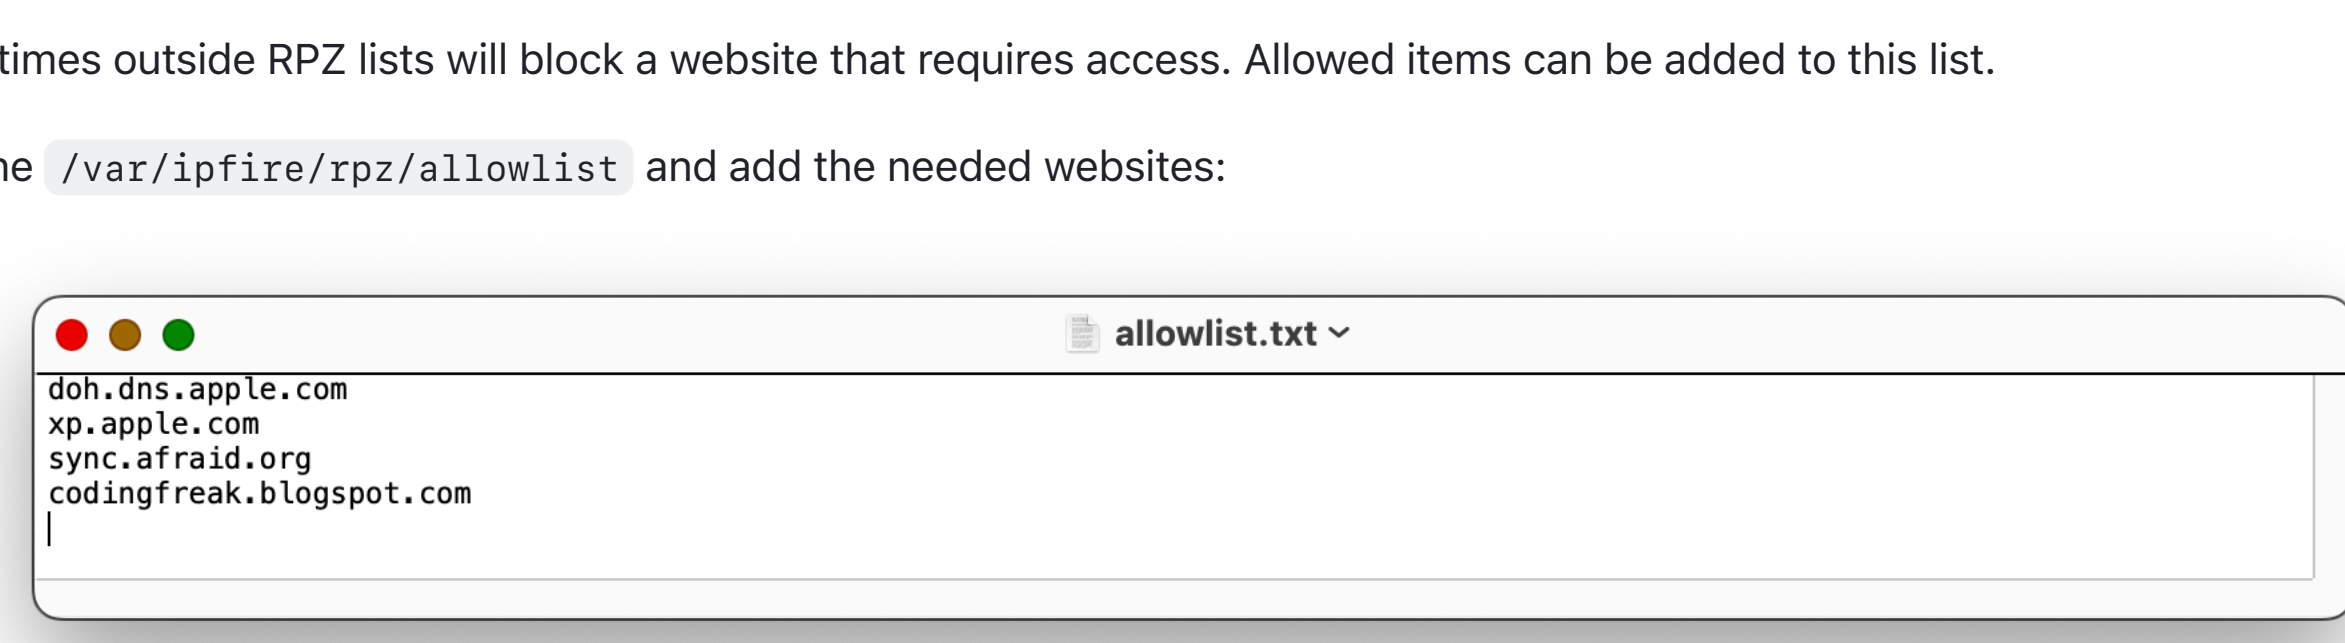 times outside RPZ lists will block a website that requires access. Allowed items can be added to this list.
/var/ipfire/rpz/allowlist and add the needed websites:
allowlist.txt
doh.dns.apple.com
xp.apple.com
sync.afraid.org
codingfreak.blogspot.com